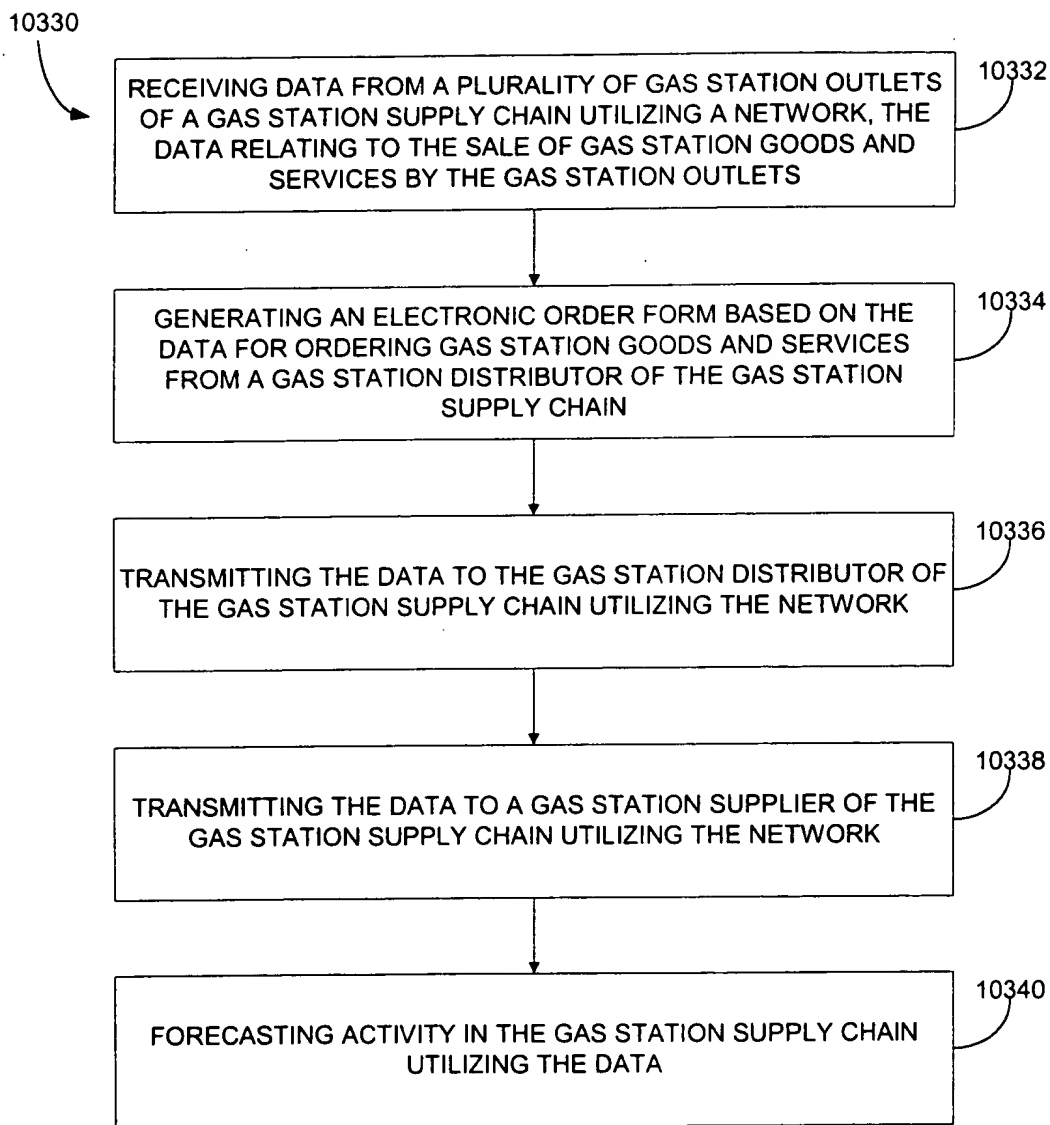 10330
RECEIVING DATA FROM A PLURALITY OF GAS STATION OUTLETS
OF A GAS STATION SUPPLY CHAIN UTILIZING A NETWORK, THE
DATA RELATING TO THE SALE OF GAS STATION GOODS AND
SERVICES BY THE GAS STATION OUTLETS
10332
GENERATING AN ELECTRONIC ORDER FORM BASED ON THE
DATA FOR ORDERING GAS STATION GOODS AND SERVICES
FROM A GAS STATION DISTRIBUTOR OF THE GAS STATION
SUPPLY CHAIN
10334
TRANSMITTING THE DATA TO THE GAS STATION DISTRIBUTOR OF
THE GAS STATION SUPPLY CHAIN UTILIZING THE NETWORK
10336
TRANSMITTING THE DATA TO A GAS STATION SUPPLIER OF THE
GAS STATION SUPPLY CHAIN UTILIZING THE NETWORK
10338
FORECASTING ACTIVITY IN THE GAS STATION SUPPLY CHAIN
UTILIZING THE DATA
10340